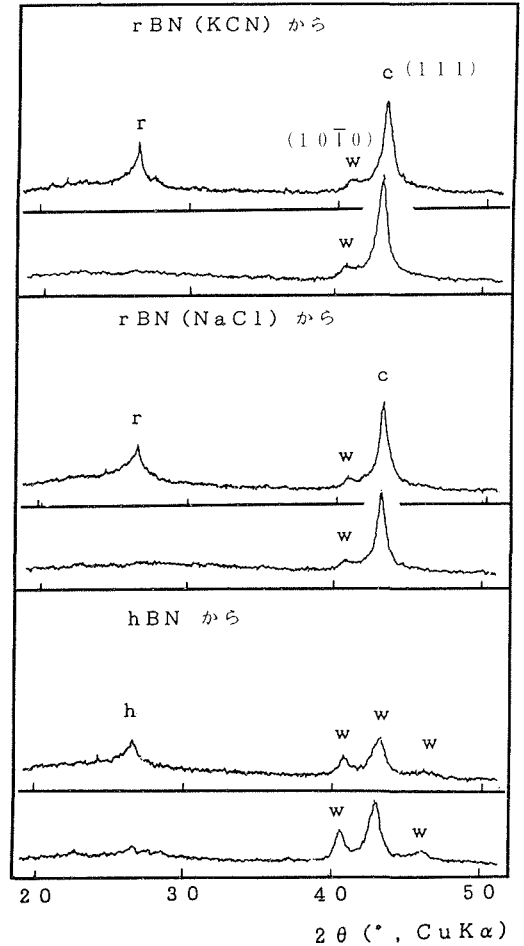 rBN(KCN)から
c (111)
r
(101̄0)
w
w
rBN(NaCl)から
c
r
w
w
hBN から
h
w
w
w
w
w
20 30 40 50
2θ(°, CuKα)